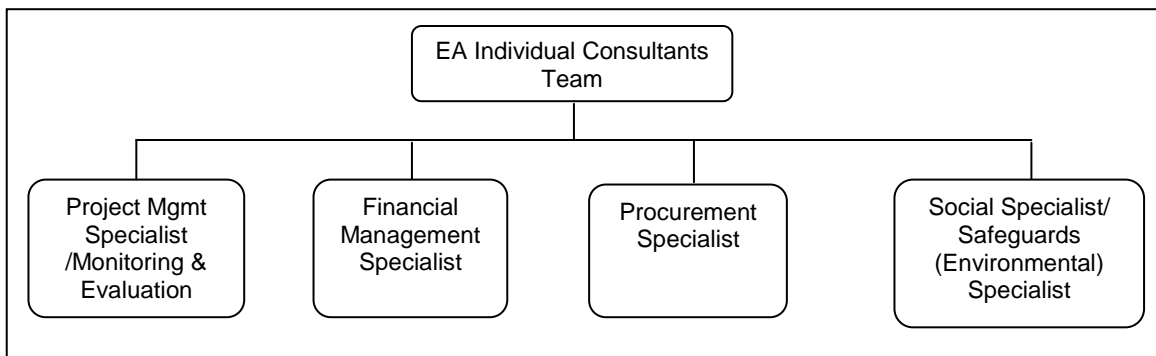 EA Individual Consultants
Team
Project Mgmt
Specialist
/Monitoring &
Evaluation
Financial
Management
Specialist
Procurement
Specialist
Social Specialist/
Safeguards
(Environmental)
Specialist